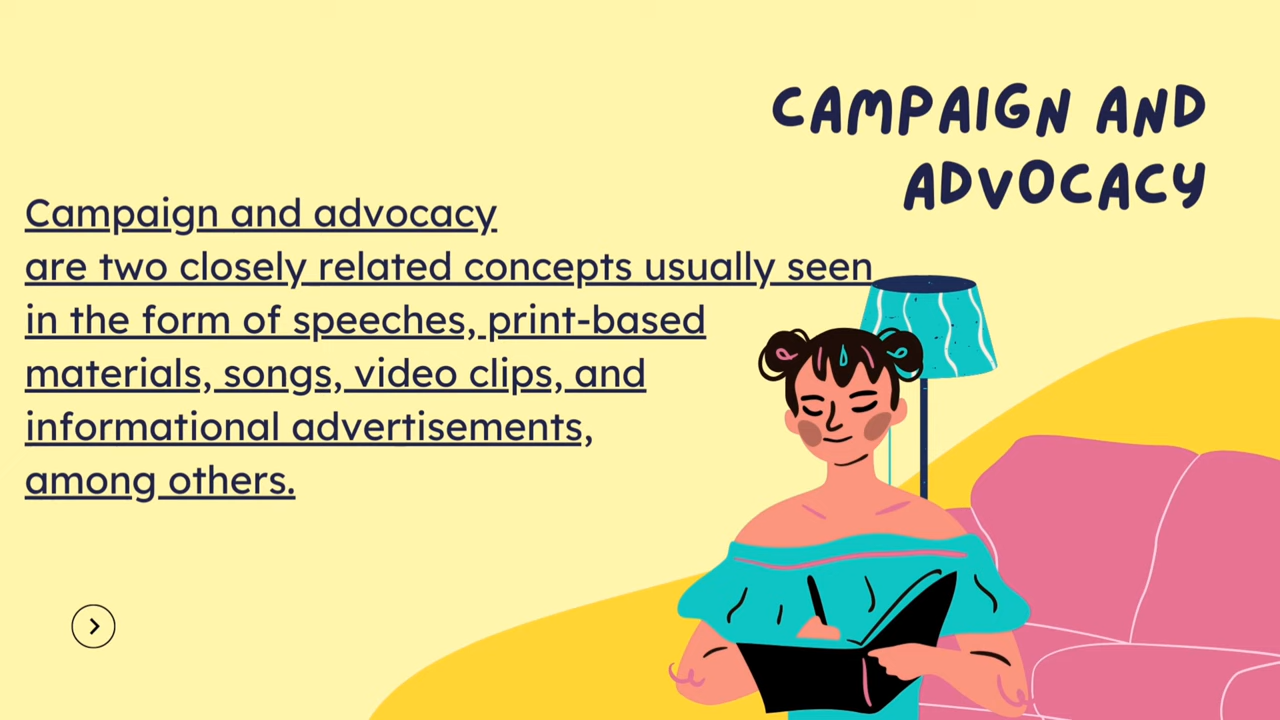 CAMPAIGN AND
ADVOCACY
Campaign and advocacy
are two closely related concepts usually seen
in the form of speeches, print-based
materials, songs, video clips, and
informational advertisements,
among others.